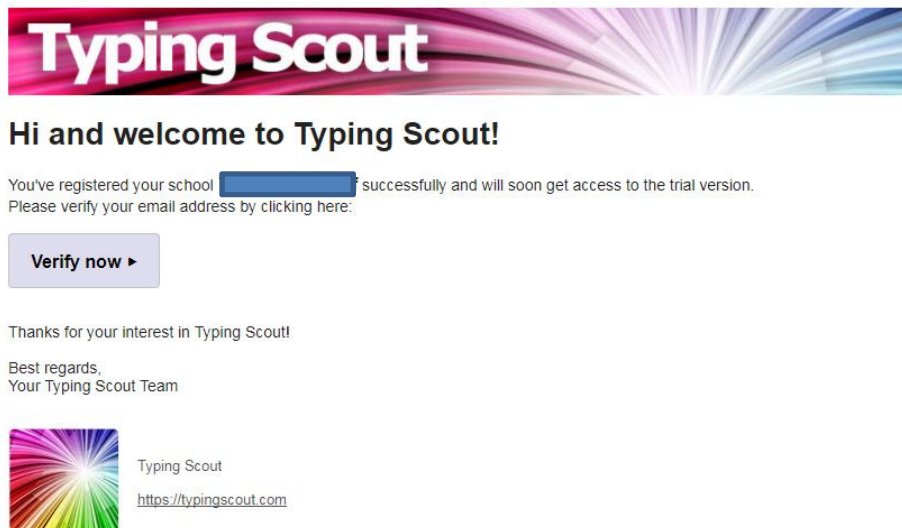 Typing Scout
Hi and welcome to Typing Scout!
You've registered your school successfully and will soon get access to the trial version.
Please verify your email address by clicking here:
Verify now ▸
Thanks for your interest in Typing Scout!
Best regards,
Your Typing Scout Team
Typing Scout
https://typingscout.com